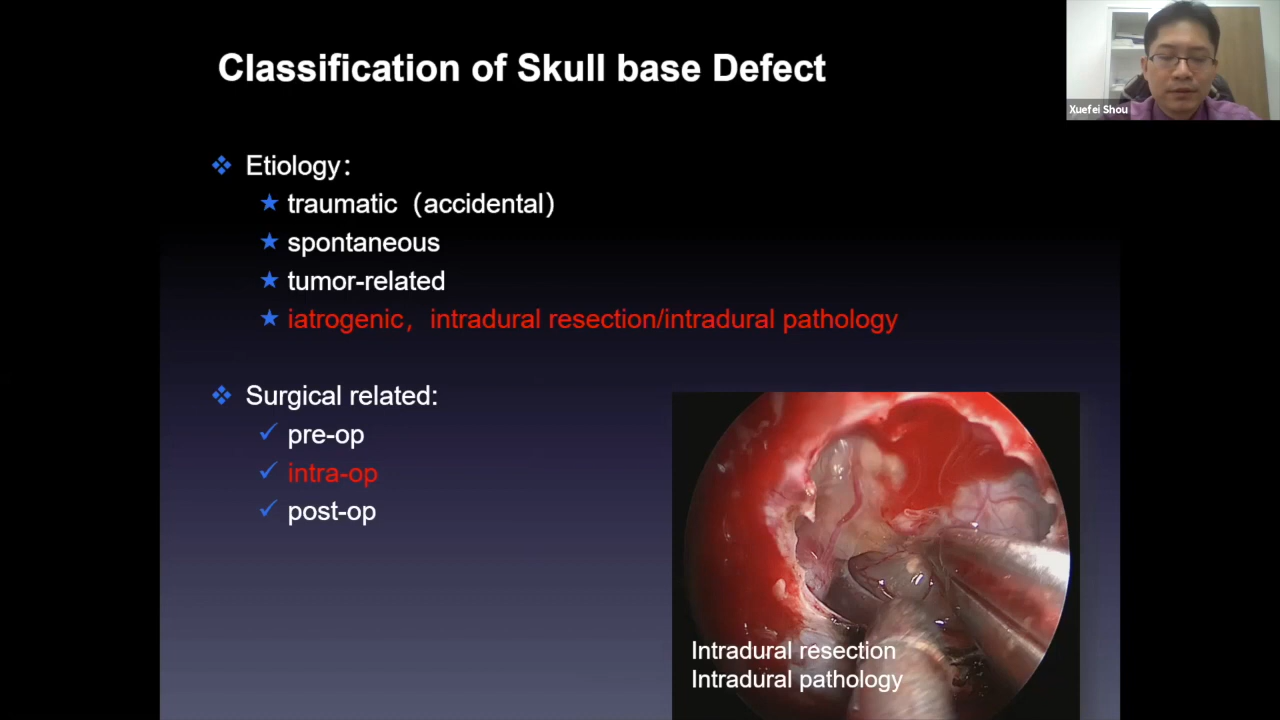 Classification of Skull base Defect
Xuefei Shou
Etiology：
traumatic（accidental）
spontaneous
tumor-related
iatrogenic，intradural resection/intradural pathology
Surgical related:
pre-op
intra-op
post-op
Intradural resection
Intradural pathology